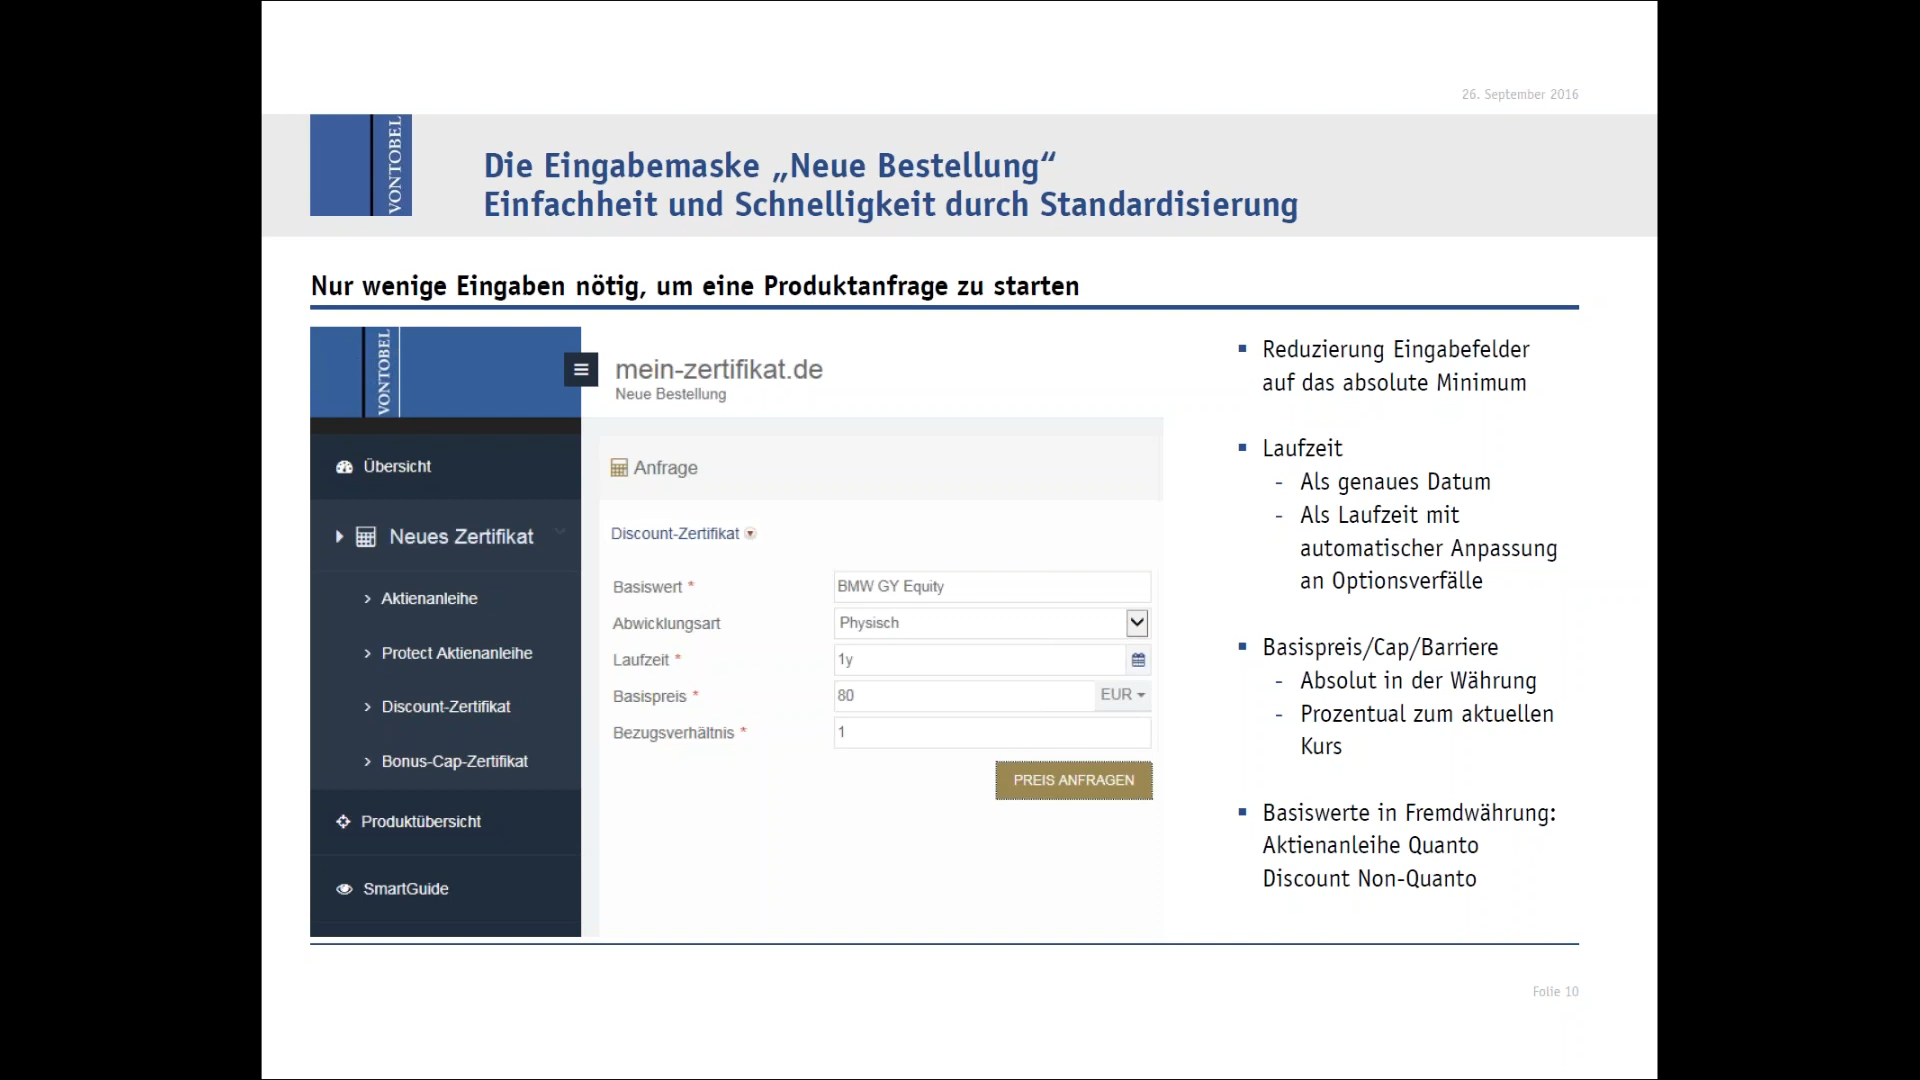 26. September 2016
VONTOBEL
Die Eingabemaske „Neue Bestellung“
Einfachheit und Schnelligkeit durch Standardisierung
Nur wenige Eingaben nötig, um eine Produktanfrage zu starten
VONTOBEL
mein-zertifikat.de
Neue Bestellung
Übersicht
Neues Zertifikat
Aktienanleihe
Protect Aktienanleihe
Discount-Zertifikat
Bonus-Cap-Zertifikat
Produktübersicht
SmartGuide
Anfrage
Discount-Zertifikat
Basiswert * BMW GY Equity
Abwicklungsart Physisch
Laufzeit * 1y
Basispreis * 80 EUR
Bezugsverhältnis * 1
PREIS ANFRAGEN
Reduzierung Eingabefelder
auf das absolute Minimum
Laufzeit
- Als genaues Datum
- Als Laufzeit mit
automatischer Anpassung
an Optionsverfälle
Basispreis/Cap/Barriere
- Absolut in der Währung
- Prozentual zum aktuellen
Kurs
Basiswerte in Fremdwährung:
Aktienanleihe Quanto
Discount Non-Quanto
Folie 10